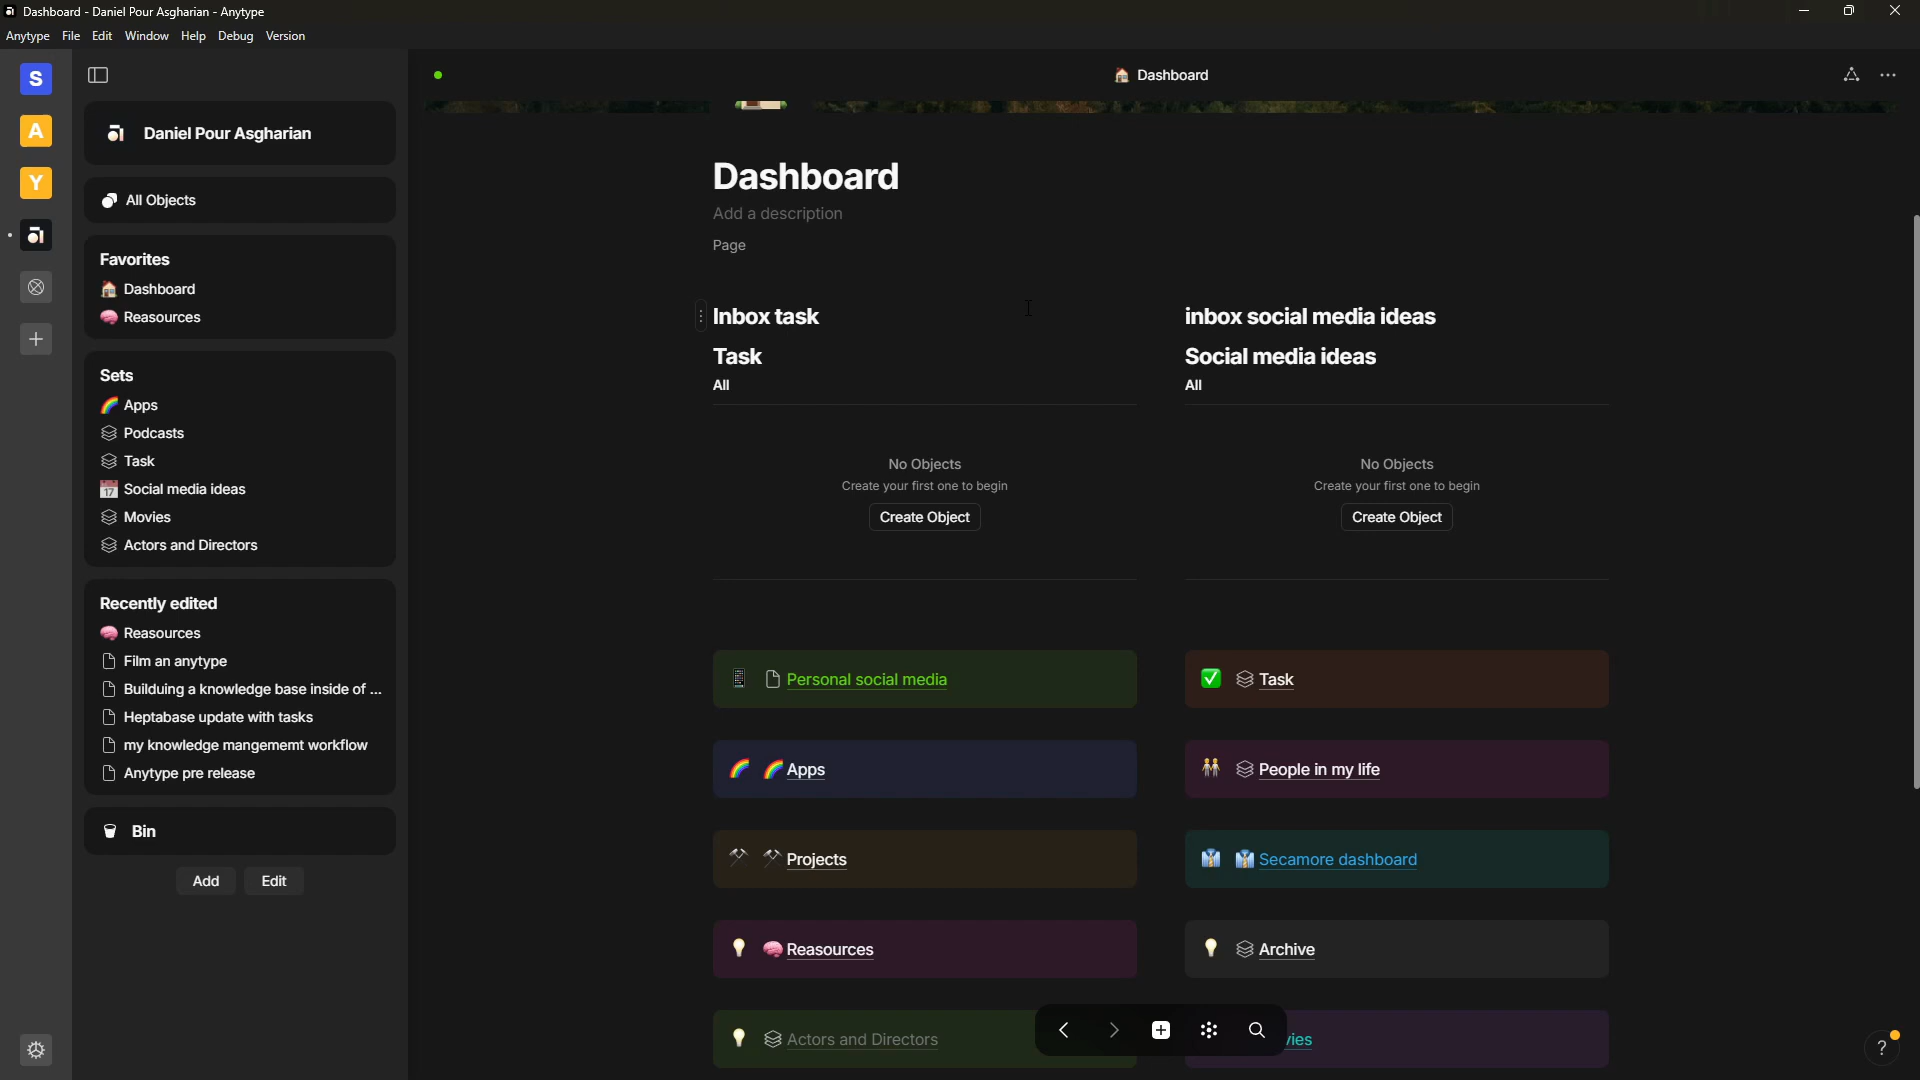 Dashboard - Daniel Pour Asgharian - Anytype
Anytype File Edit Window Help Debug Version
S
A
Y
Daniel Pour Asgharian
All Objects
Favorites
Dashboard
Reasources
Sets
Apps
Podcasts
Task
17 Social media ideas
Movies
Actors and Directors
Recently edited
Reasources
Film an anytype
Builduing a knowledge base inside of ...
Heptabase update with tasks
my knowledge mangememt workflow
Anytype pre release
Bin
Add Edit
Dashboard
Dashboard
Add a description
Page
Inbox task
Task
All
No Objects
Create your first one to begin
Create Object
inbox social media ideas
Social media ideas
All
No Objects
Create your first one to begin
Create Object
Personal social media
Task
Apps
People in my life
Projects
Secamore dashboard
Reasources
Archive
Actors and Directors
vies
?